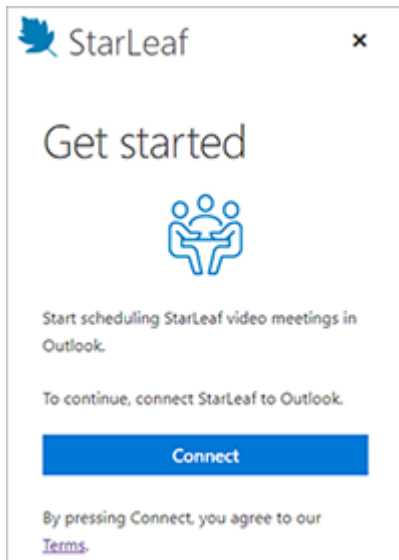 StarLeaf
Get started
Start scheduling StarLeaf video meetings in
Outlook.
To continue, connect StarLeaf to Outlook.
Connect
By pressing Connect, you agree to our
Terms.